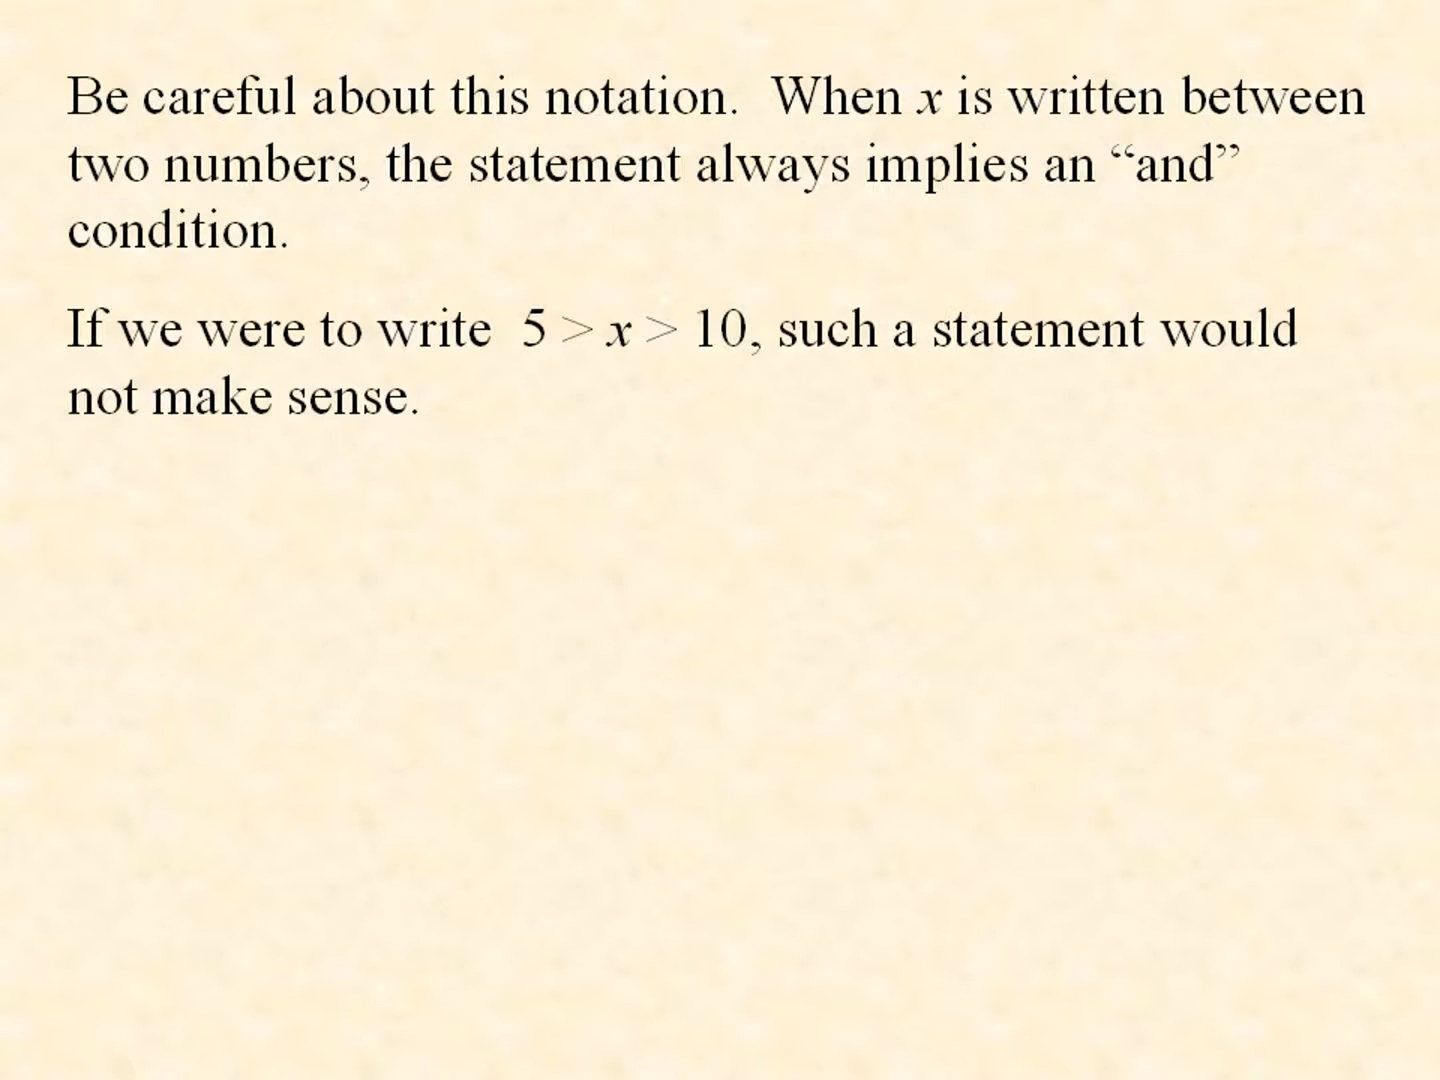 Be careful about this notation.  When x is written between
two numbers, the statement always implies an “and”
condition.
If we were to write  5 > x > 10, such a statement would
not make sense.